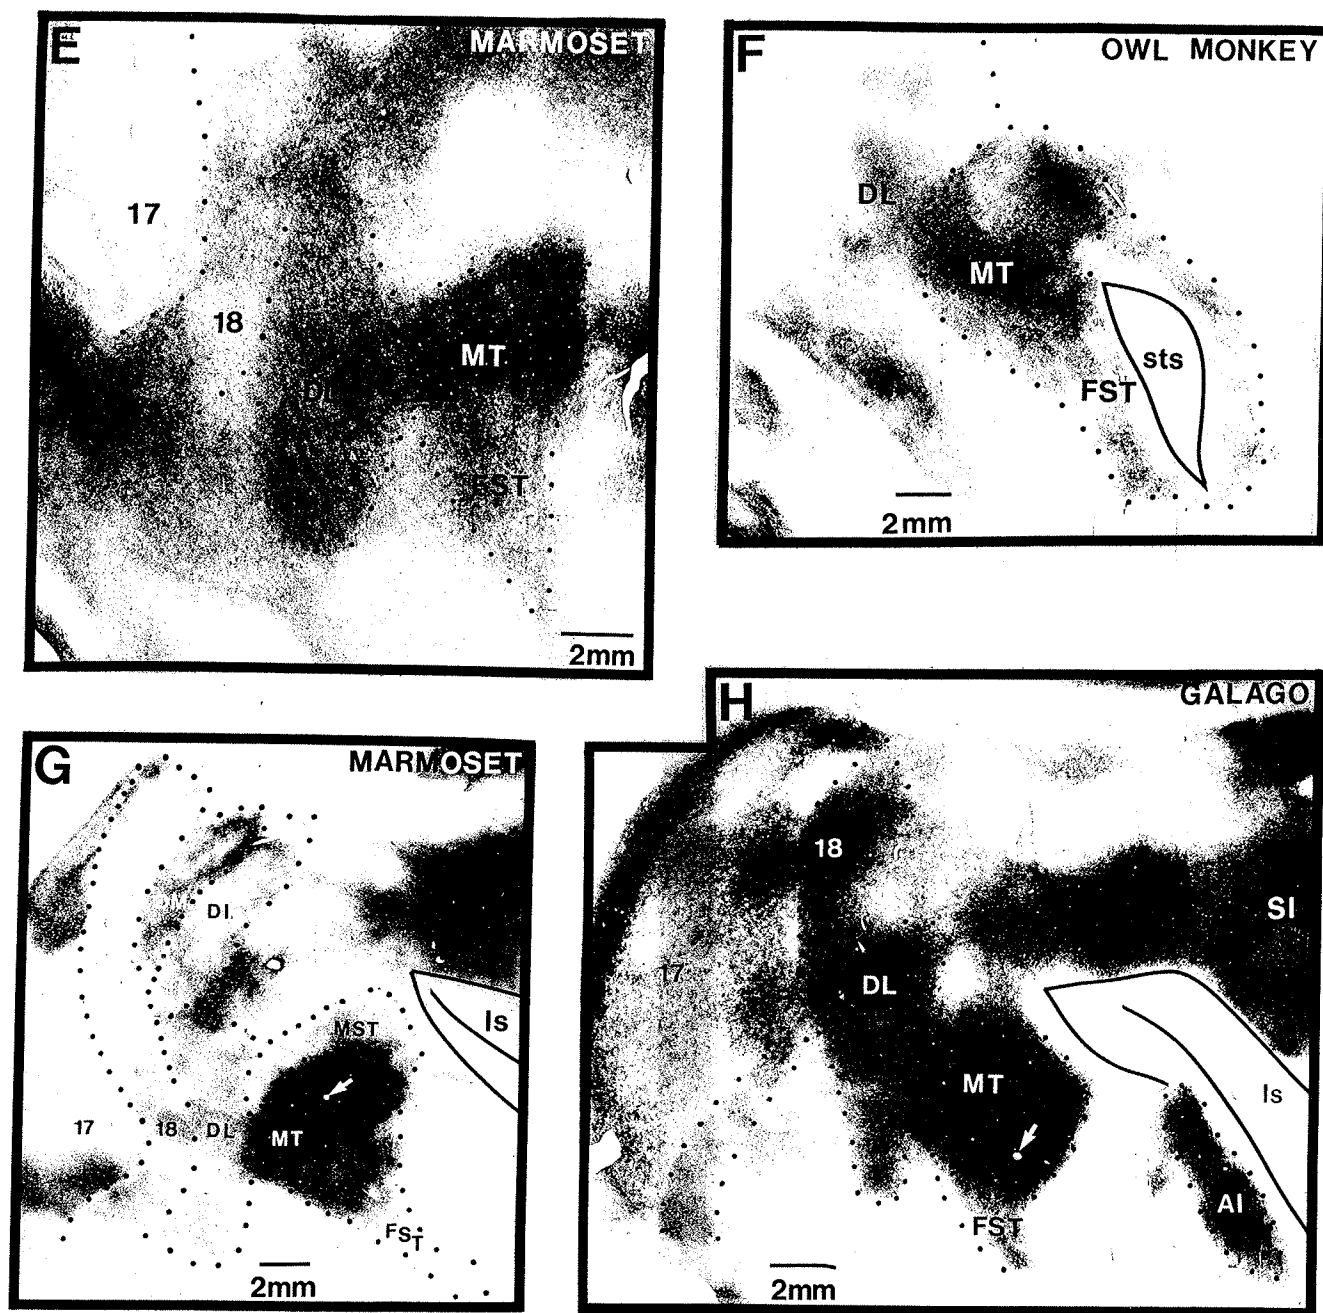 E MARMOSET
17
18
MT
DL
FST
2mm
F OWL MONKEY
DL
MT
sts
FST
2mm
G MARMOSET
DM
DI
MST
ls
17 18 DL MT
FST
2mm
H GALAGO
18
SI
17
DL
MT
ls
AI
FST
2mm